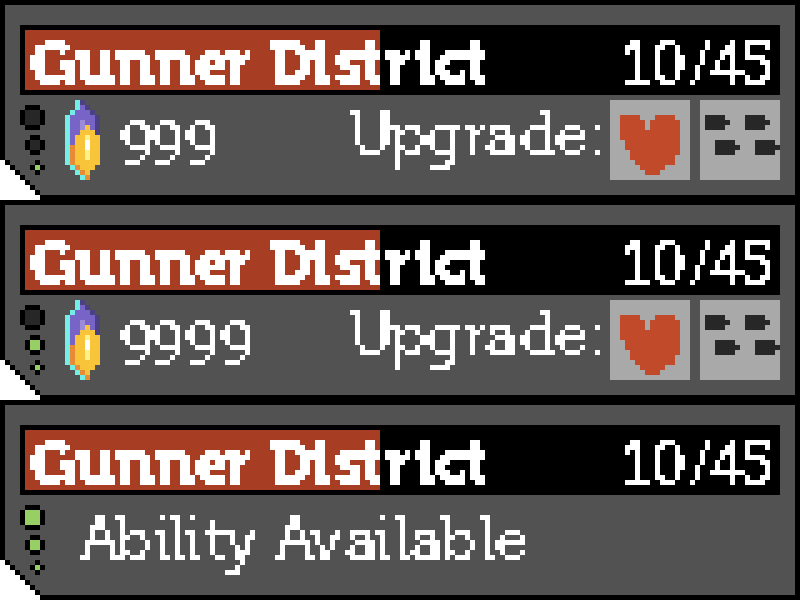 Gunner District 10/45
999 Upgrade:
Gunner District 10/45
9999 Upgrade:
Gunner District 10/45
Ability Available